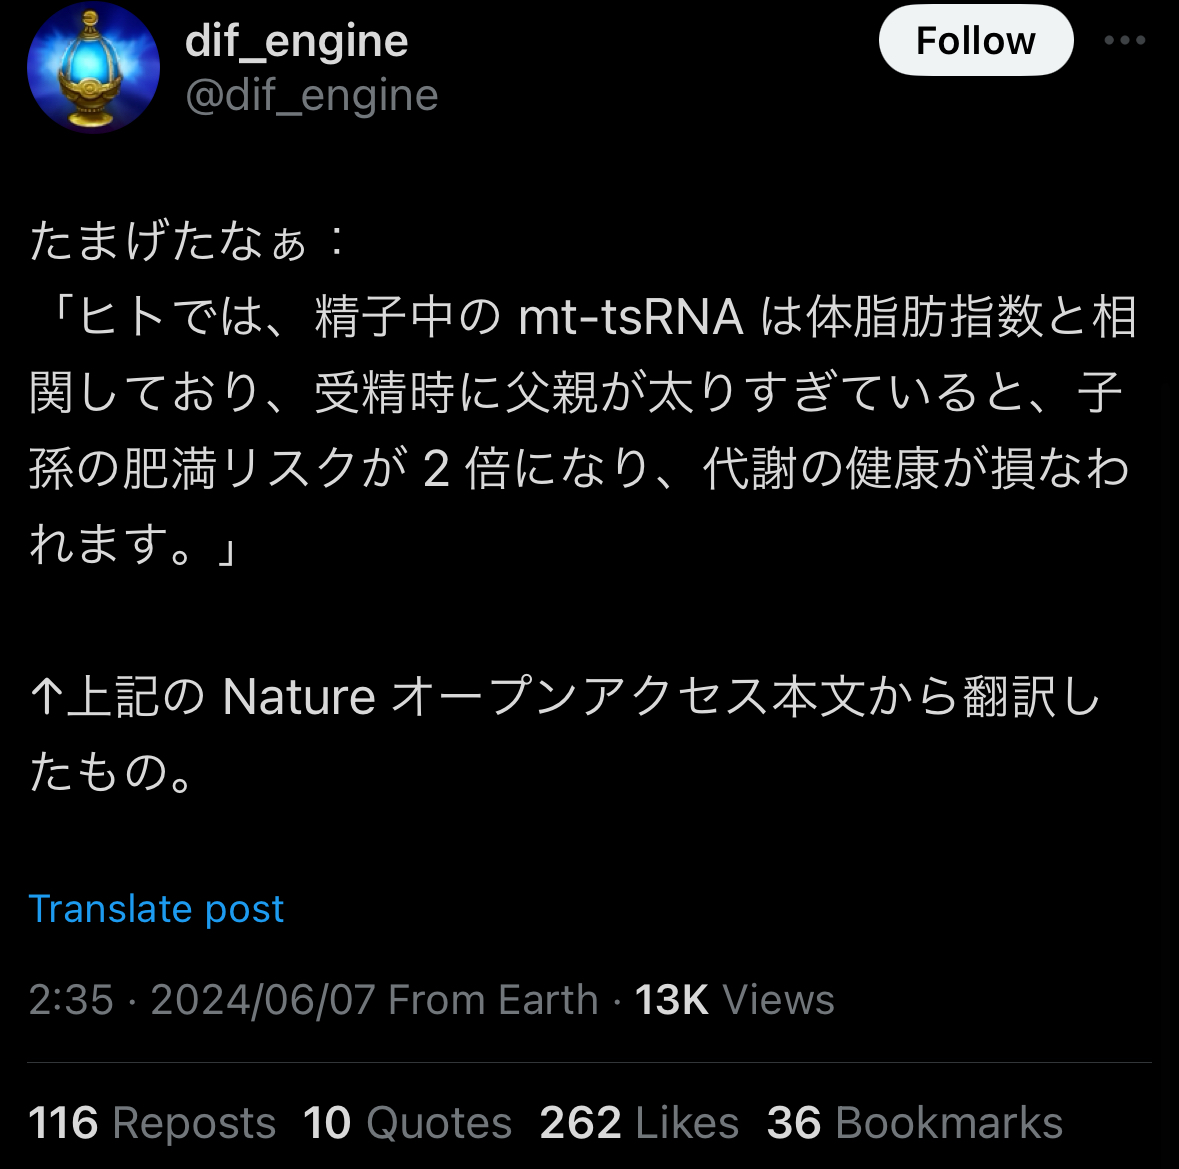 dif_engine
@dif_engine
Follow
たまげたなぁ：
「ヒトでは、精子中の mt-tsRNA は体脂肪指数と相
関しており、受精時に父親が太りすぎていると、子
孫の肥満リスクが 2 倍になり、代謝の健康が損なわ
れます。」
↑上記の Nature オープンアクセス本文から翻訳し
たもの。
Translate post
2:35 · 2024/06/07 From Earth · 13K Views
116 Reposts 10 Quotes 262 Likes 36 Bookmarks